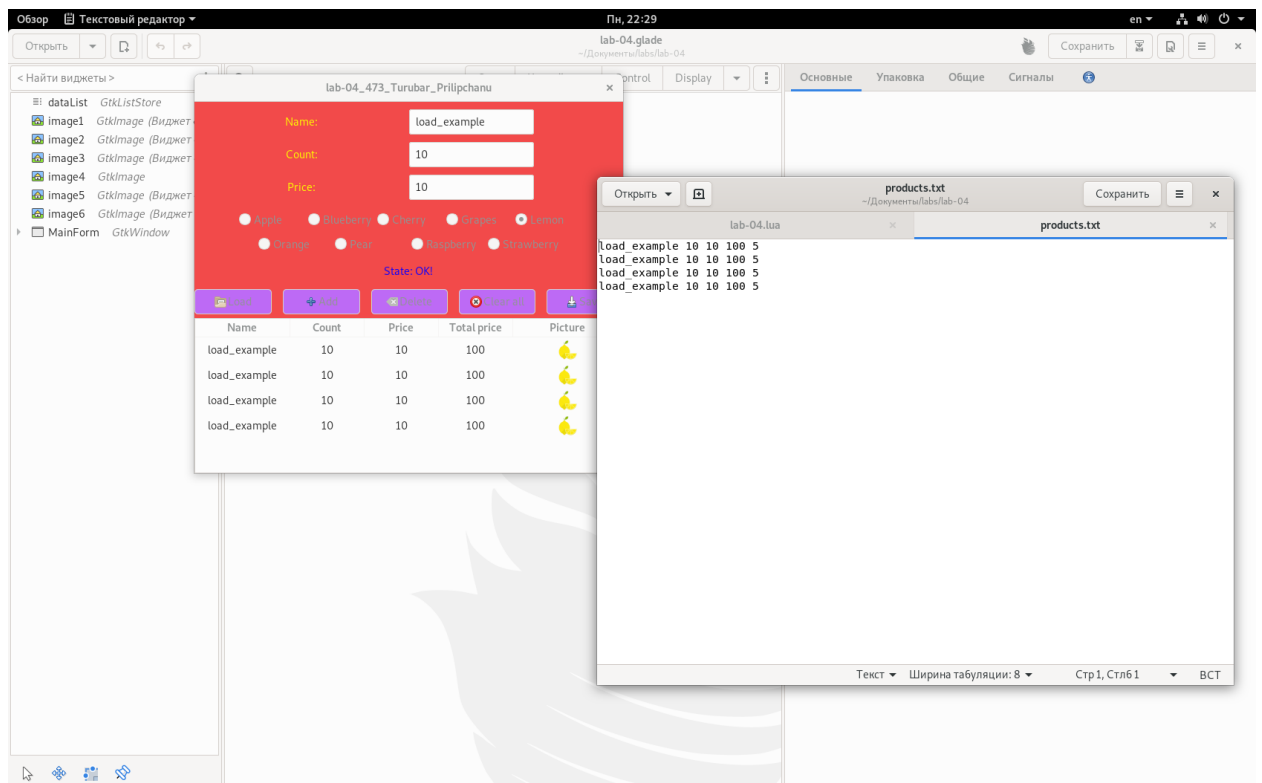 Обзор Текстовый редактор Пн, 22:29 en
Открыть lab-04.glade Сохранить
~/Документы/labs/lab-04
< Найти виджеты > Display Основные Упаковка Общие Сигналы
dataList GtkListStore
image1 GtkImage (Виджет
image2 GtkImage (Виджет
image3 GtkImage (Виджет
image4 GtkImage
image5 GtkImage (Виджет
image6 GtkImage (Виджет
MainForm GtkWindow
lab-04_473_Turubar_Prilipchanu
Name: load_example
Count: 10
Price: 10
Apple Blueberry Cherry Grapes Lemon
Orange Pear Raspberry Strawberry
State: OK!
Name Count Price Total price Picture
load_example 10 10 100
load_example 10 10 100
load_example 10 10 100
load_example 10 10 100
Открыть products.txt Сохранить
~/Документы/labs/lab-04
lab-04.lua products.txt
load_example 10 10 100 5
load_example 10 10 100 5
load_example 10 10 100 5
load_example 10 10 100 5
Текст Ширина табуляции: 8 Стр 1, Стлб 1 ВСТ